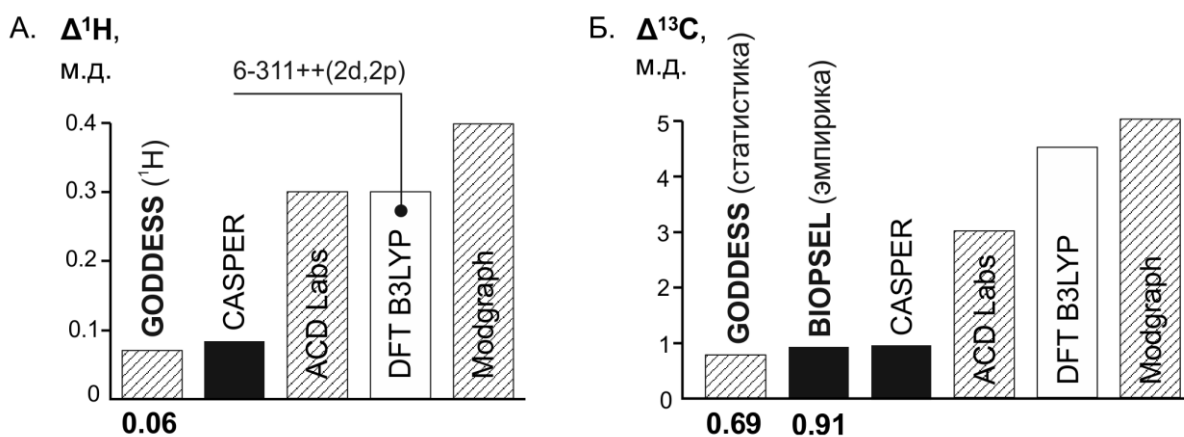 А. Δ¹H,
м.д.
6-311++(2d,2p)
0.4
0.3
0.2
0.1
0
GODDESS (¹H)
CASPER
ACD Labs
DFT B3LYP
Modgraph
0.06
Б. Δ¹³C,
м.д.
5
4
3
2
1
0
GODDESS (статистика)
BIOPSEL (эмпирика)
CASPER
ACD Labs
DFT B3LYP
Modgraph
0.69 0.91